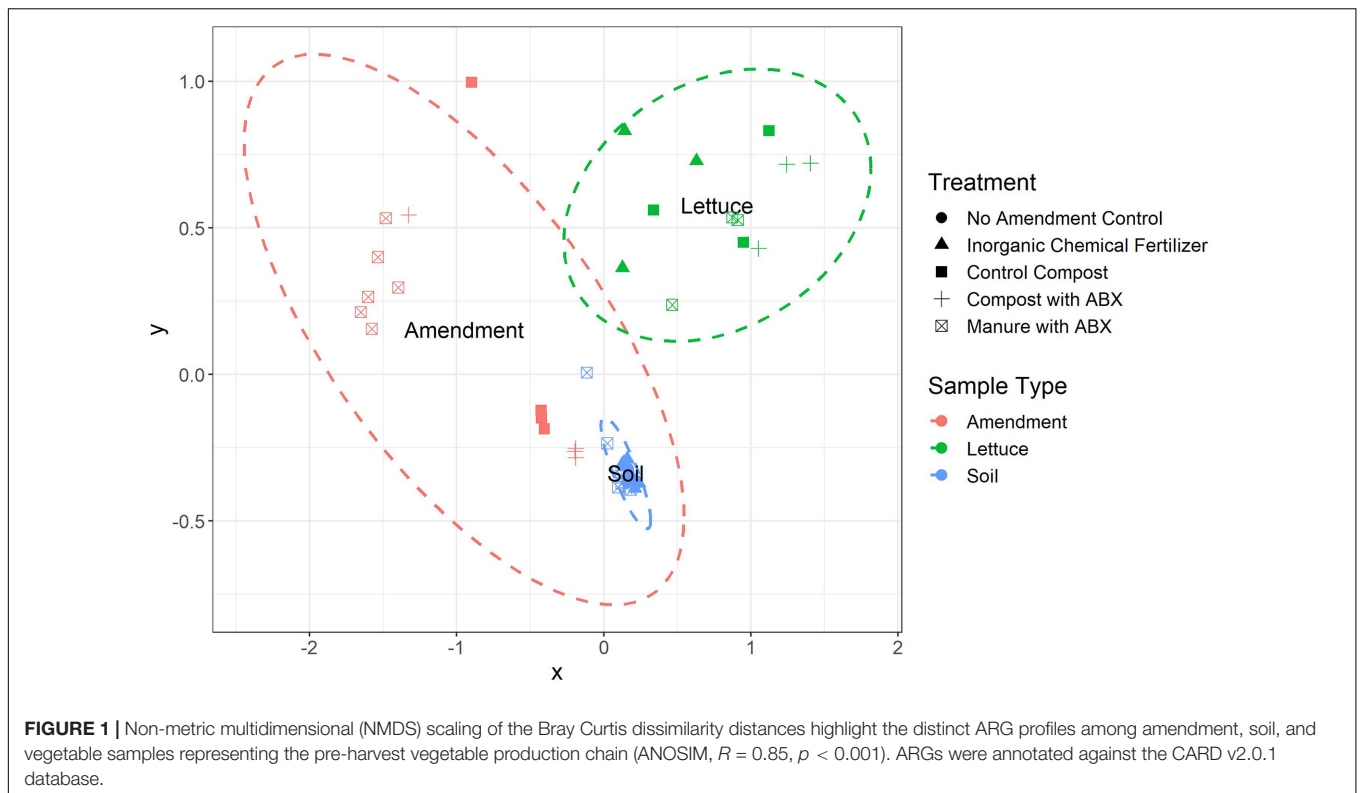 1.0
0.5
0.0
-0.5
y
-2
-1
0
1
2
x
Amendment
Lettuce
Soil
Treatment
No Amendment Control
Inorganic Chemical Fertilizer
Control Compost
Compost with ABX
Manure with ABX
Sample Type
Amendment
Lettuce
Soil
FIGURE 1 | Non-metric multidimensional (NMDS) scaling of the Bray Curtis dissimilarity distances highlight the distinct ARG profiles among amendment, soil, and
vegetable samples representing the pre-harvest vegetable production chain (ANOSIM, R = 0.85, p < 0.001). ARGs were annotated against the CARD v2.0.1
database.